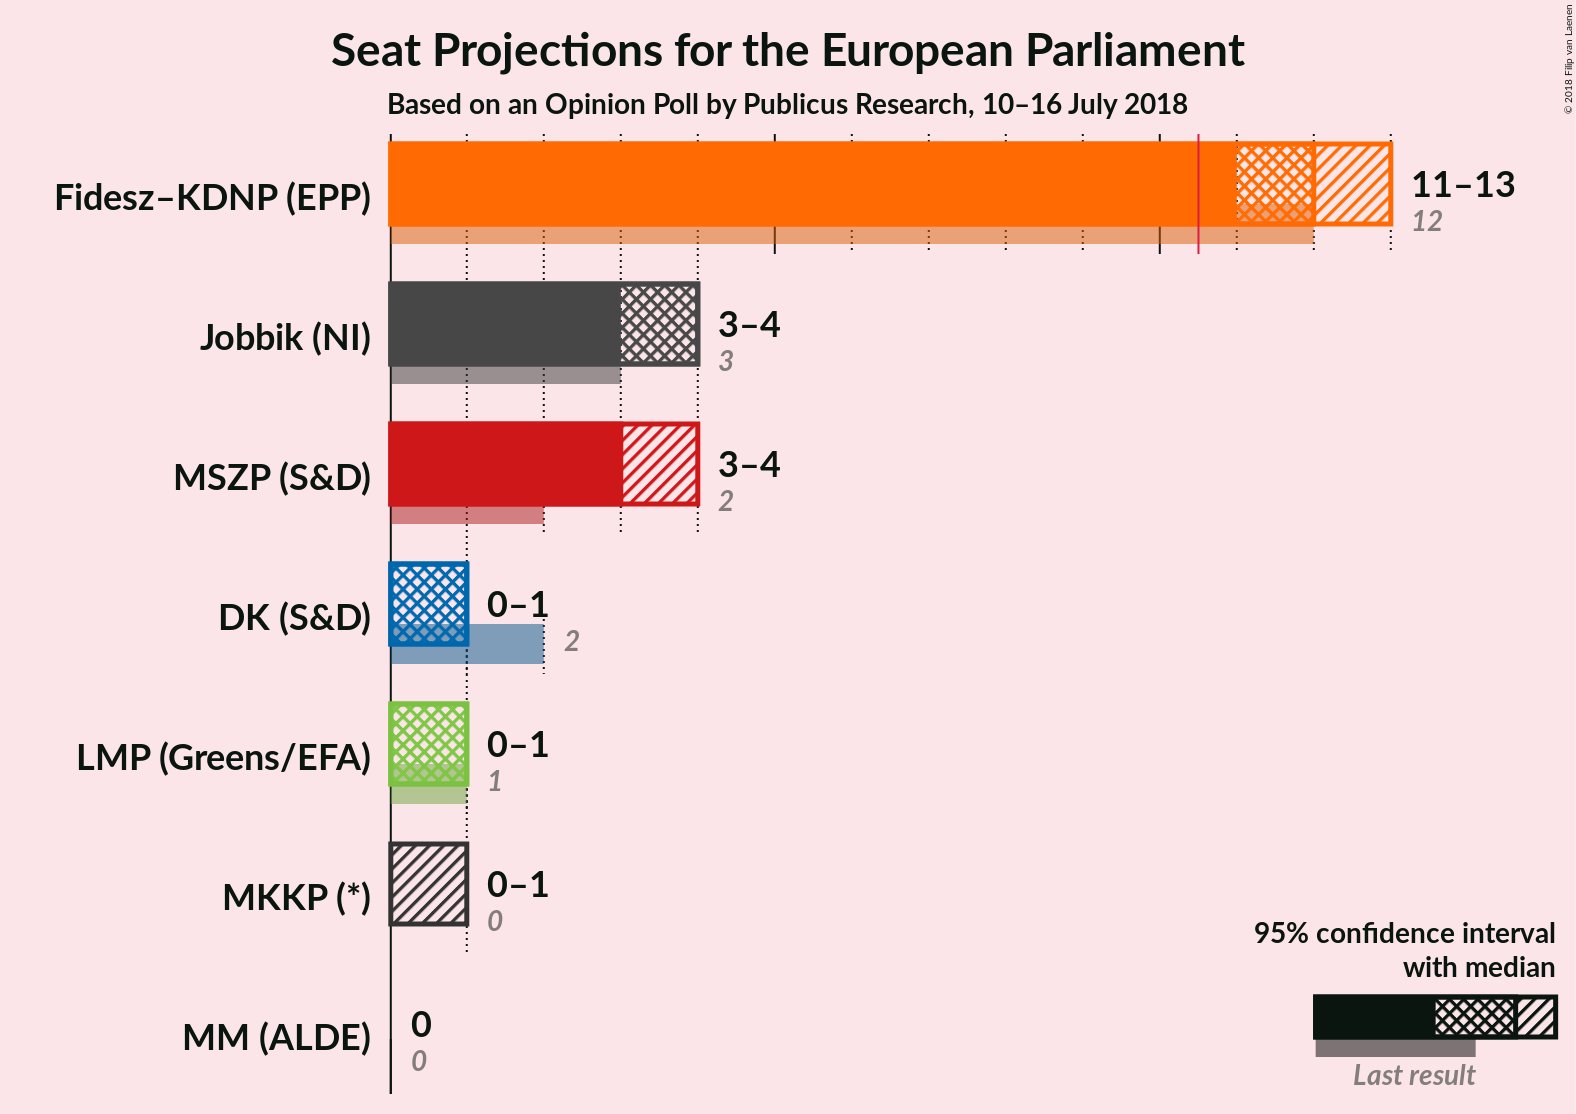 Seat Projections for the European Parliament
Based on an Opinion Poll by Publicus Research, 10–16 July 2018
© 2018 Filip van Laenen
Fidesz–KDNP (EPP)
11–13
12
Jobbik (NI)
3–4
3
MSZP (S&D)
3–4
2
DK (S&D)
0–1
2
LMP (Greens/EFA)
0–1
1
MKKP (*)
0–1
0
MM (ALDE)
0
0
95% confidence interval
with median
Last result